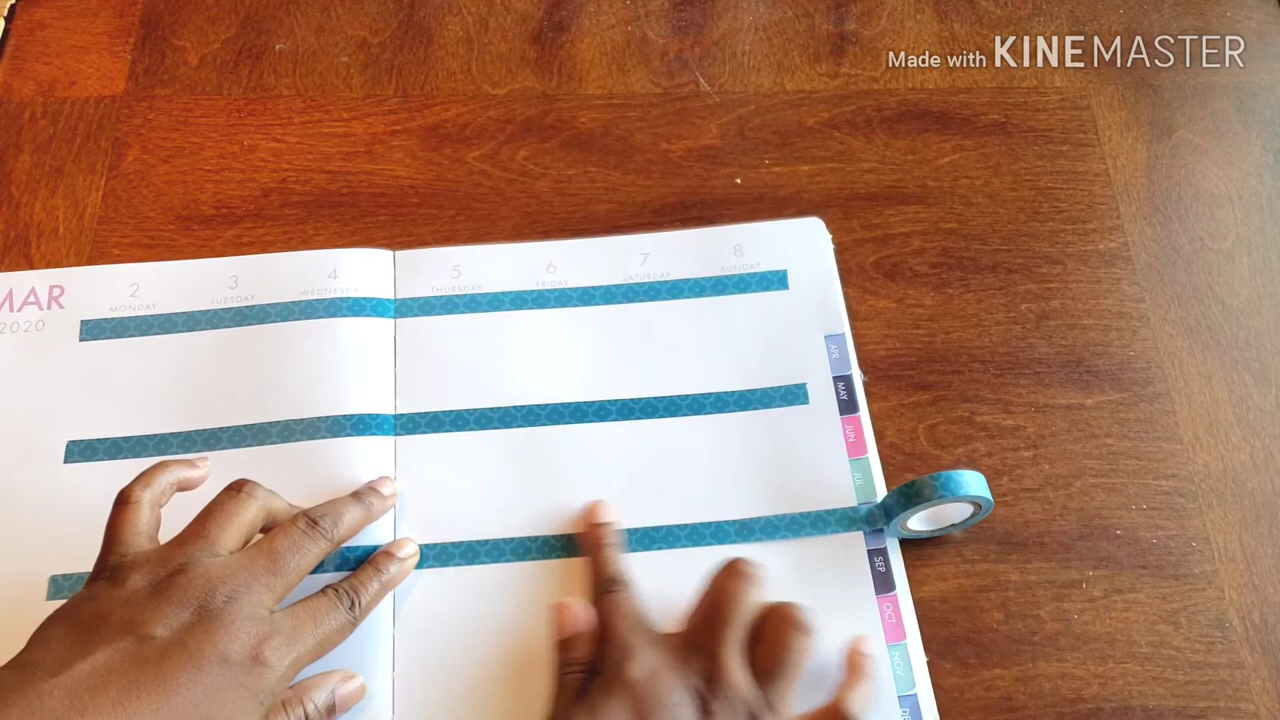 Made with KINEMASTER
MAR
2020
2
MONDAY
3
TUESDAY
4
WEDNESDAY
5
THURSDAY
6
FRIDAY
7
SATURDAY
8
SUNDAY
APR
MAY
JUN
JUL
SEP
OCT
NOV